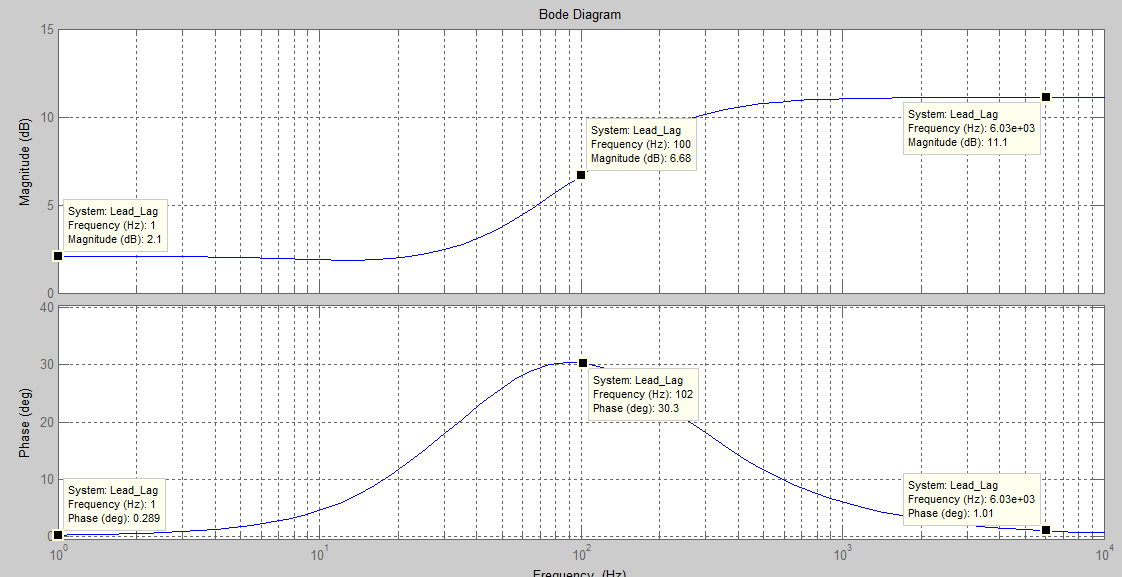 Bode Diagram
15
10
5
0
Magnitude (dB)
System: Lead_Lag
Frequency (Hz): 1
Magnitude (dB): 2.1
System: Lead_Lag
Frequency (Hz): 100
Magnitude (dB): 6.68
System: Lead_Lag
Frequency (Hz): 6.03e+03
Magnitude (dB): 11.1
40
30
20
10
0
Phase (deg)
System: Lead_Lag
Frequency (Hz): 1
Phase (deg): 0.289
System: Lead_Lag
Frequency (Hz): 102
Phase (deg): 30.3
System: Lead_Lag
Frequency (Hz): 6.03e+03
Phase (deg): 1.01
10^0 10^1 10^2 10^3 10^4
Frequency (Hz)